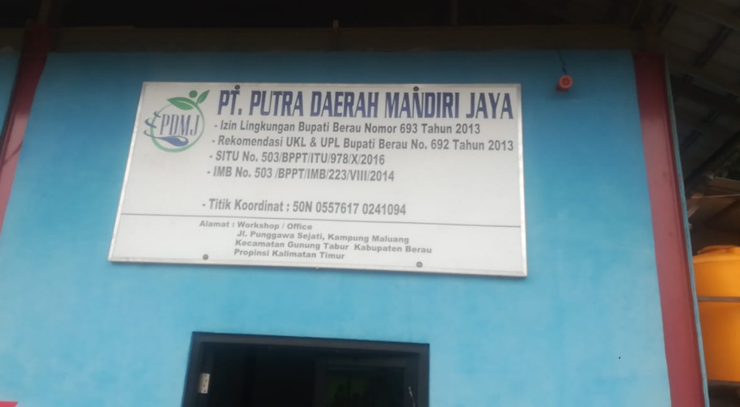 PDMJ
PT. PUTRA DAERAH MANDIRI JAYA
- Izin Lingkungan Bupati Berau Nomor 693 Tahun 2013
- Rekomendasi UKL & UPL Bupati Berau No. 692 Tahun 2013
- SITU No. 503/BPPT/ITU/978/X/2016
- IMB No. 503 /BPPT/IMB/223/VIII/2014
- Titik Koordinat : 50N 0557617 0241094
Alamat : Workshop / Office
Jl. Punggawa Sejati, Kampung Maluang
Kecamatan Gunung Tabur Kabupaten Berau
Propinsi Kalimatan Timur